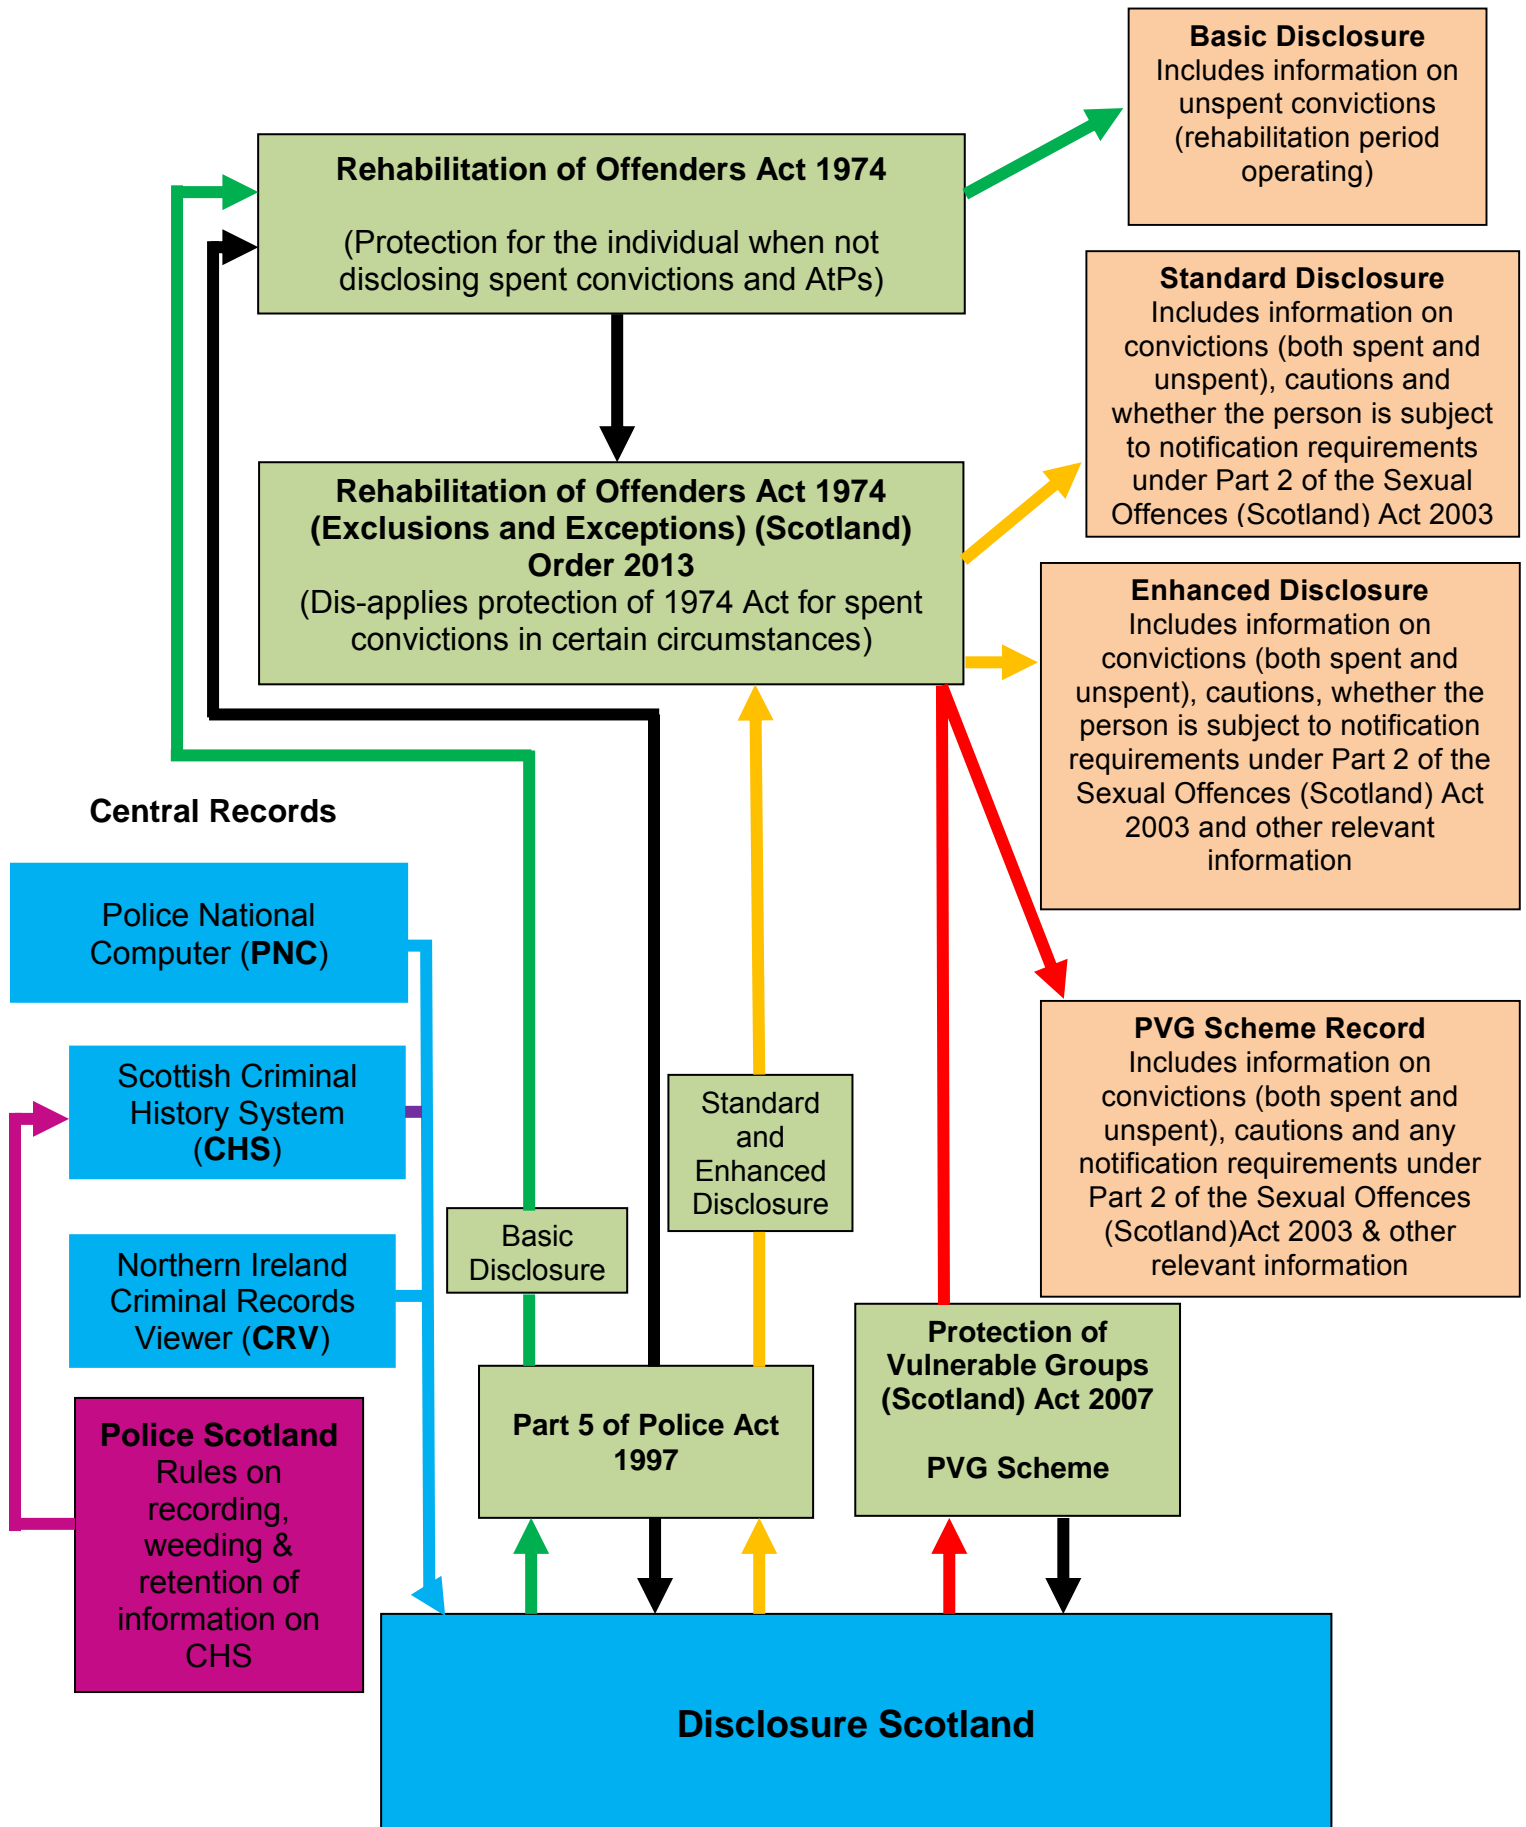 Basic Disclosure
Includes information on
unspent convictions
(rehabilitation period
operating)
Rehabilitation of Offenders Act 1974
(Protection for the individual when not
disclosing spent convictions and AtPs)
Standard Disclosure
Includes information on
convictions (both spent and
unspent), cautions and
whether the person is subject
to notification requirements
under Part 2 of the Sexual
Offences (Scotland) Act 2003
Rehabilitation of Offenders Act 1974
(Exclusions and Exceptions) (Scotland)
Order 2013
(Dis-applies protection of 1974 Act for spent
convictions in certain circumstances)
Enhanced Disclosure
Includes information on
convictions (both spent and
unspent), cautions, whether the
person is subject to notification
requirements under Part 2 of the
Sexual Offences (Scotland) Act
2003 and other relevant
information
Central Records
Police National
Computer (PNC)
Scottish Criminal
History System
(CHS)
Northern Ireland
Criminal Records
Viewer (CRV)
Police Scotland
Rules on
recording,
weeding &
retention of
information on
CHS
Basic
Disclosure
Standard
and
Enhanced
Disclosure
PVG Scheme Record
Includes information on
convictions (both spent and
unspent), cautions and any
notification requirements under
Part 2 of the Sexual Offences
(Scotland)Act 2003 & other
relevant information
Part 5 of Police Act
1997
Protection of
Vulnerable Groups
(Scotland) Act 2007
PVG Scheme
Disclosure Scotland